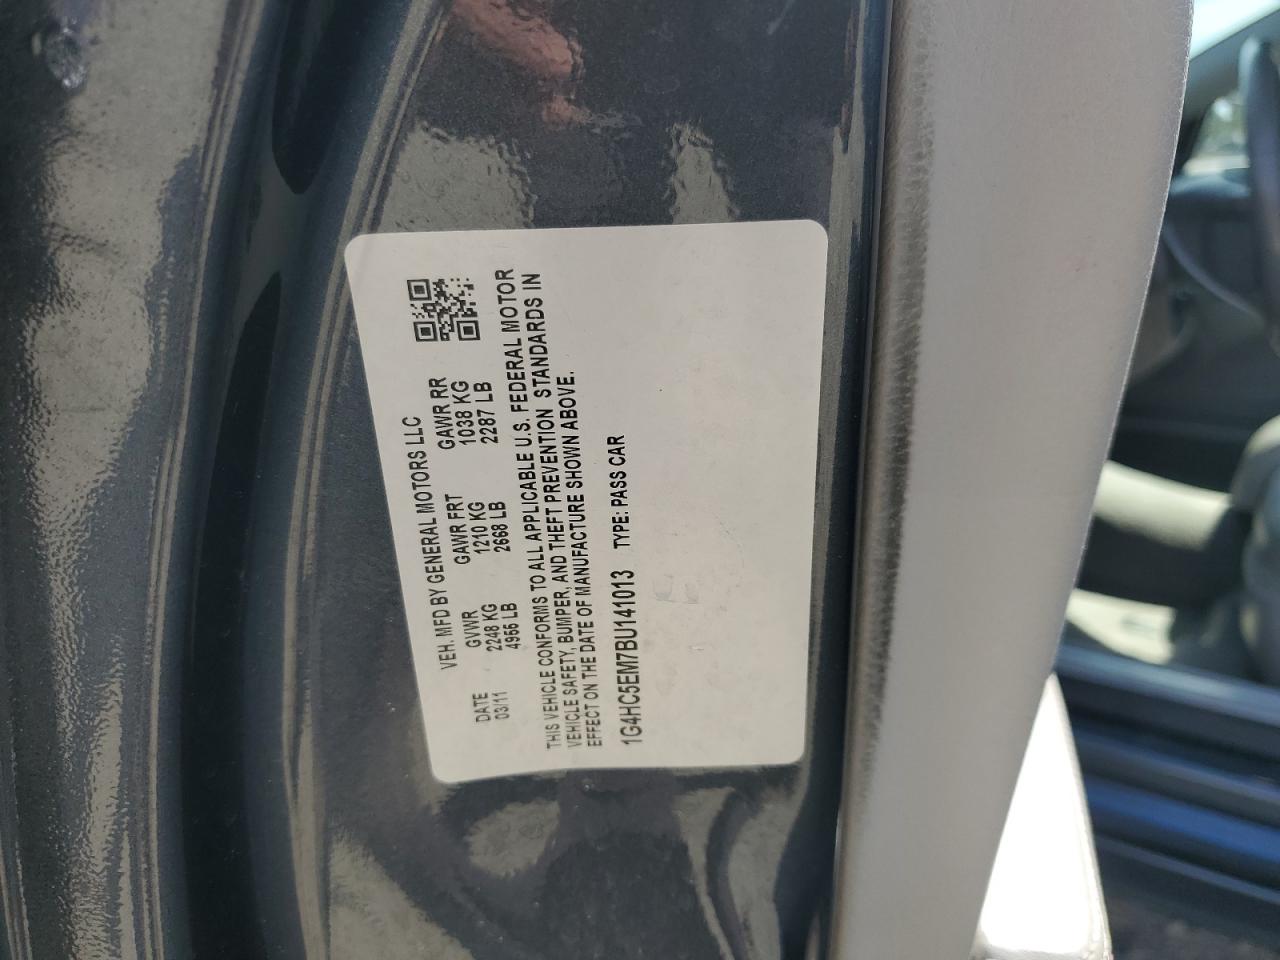 VEH. MFD BY GENERAL MOTORS LLC
DATE GVWR GAWR FRT GAWR RR
03/11 2248 KG 1210 KG 1038 KG
4966 LB 2668 LB 2287 LB
THIS VEHICLE CONFORMS TO ALL APPLICABLE U.S. FEDERAL MOTOR
VEHICLE SAFETY, BUMPER, AND THEFT PREVENTION STANDARDS IN
EFFECT ON THE DATE OF MANUFACTURE SHOWN ABOVE.
1G4HC5EM7BU141013 TYPE: PASS CAR